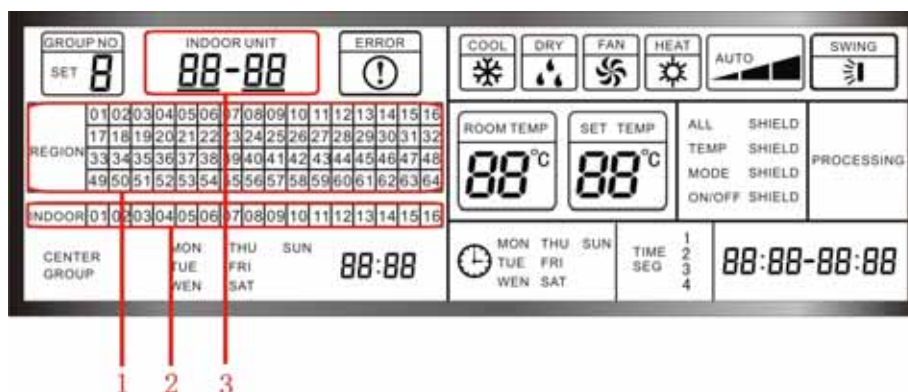 GROUP NO INDOOR UNIT ERROR
SET 8 88-88
REGION
01 02 03 04 05 06 07 08 09 10 11 12 13 14 15 16
17 18 19 20 21 22 23 24 25 26 27 28 29 30 31 32
33 34 35 36 37 38 39 40 41 42 43 44 45 46 47 48
49 50 51 52 53 54 55 56 57 58 59 60 61 62 63 64
INDOOR 01 02 03 04 05 06 07 08 09 10 11 12 13 14 15 16
CENTER GROUP
MON THU SUN
TUE FRI
WEN SAT
88:88
COOL DRY FAN HEAT AUTO SWING
ROOM TEMP SET TEMP
88°C 88°C
ALL SHIELD
TEMP SHIELD
MODE SHIELD
ON/OFF SHIELD
PROCESSING
MON THU SUN
TUE FRI
WEN SAT
TIME SEG
1
2
3
4
88:88-88:88
1 2 3